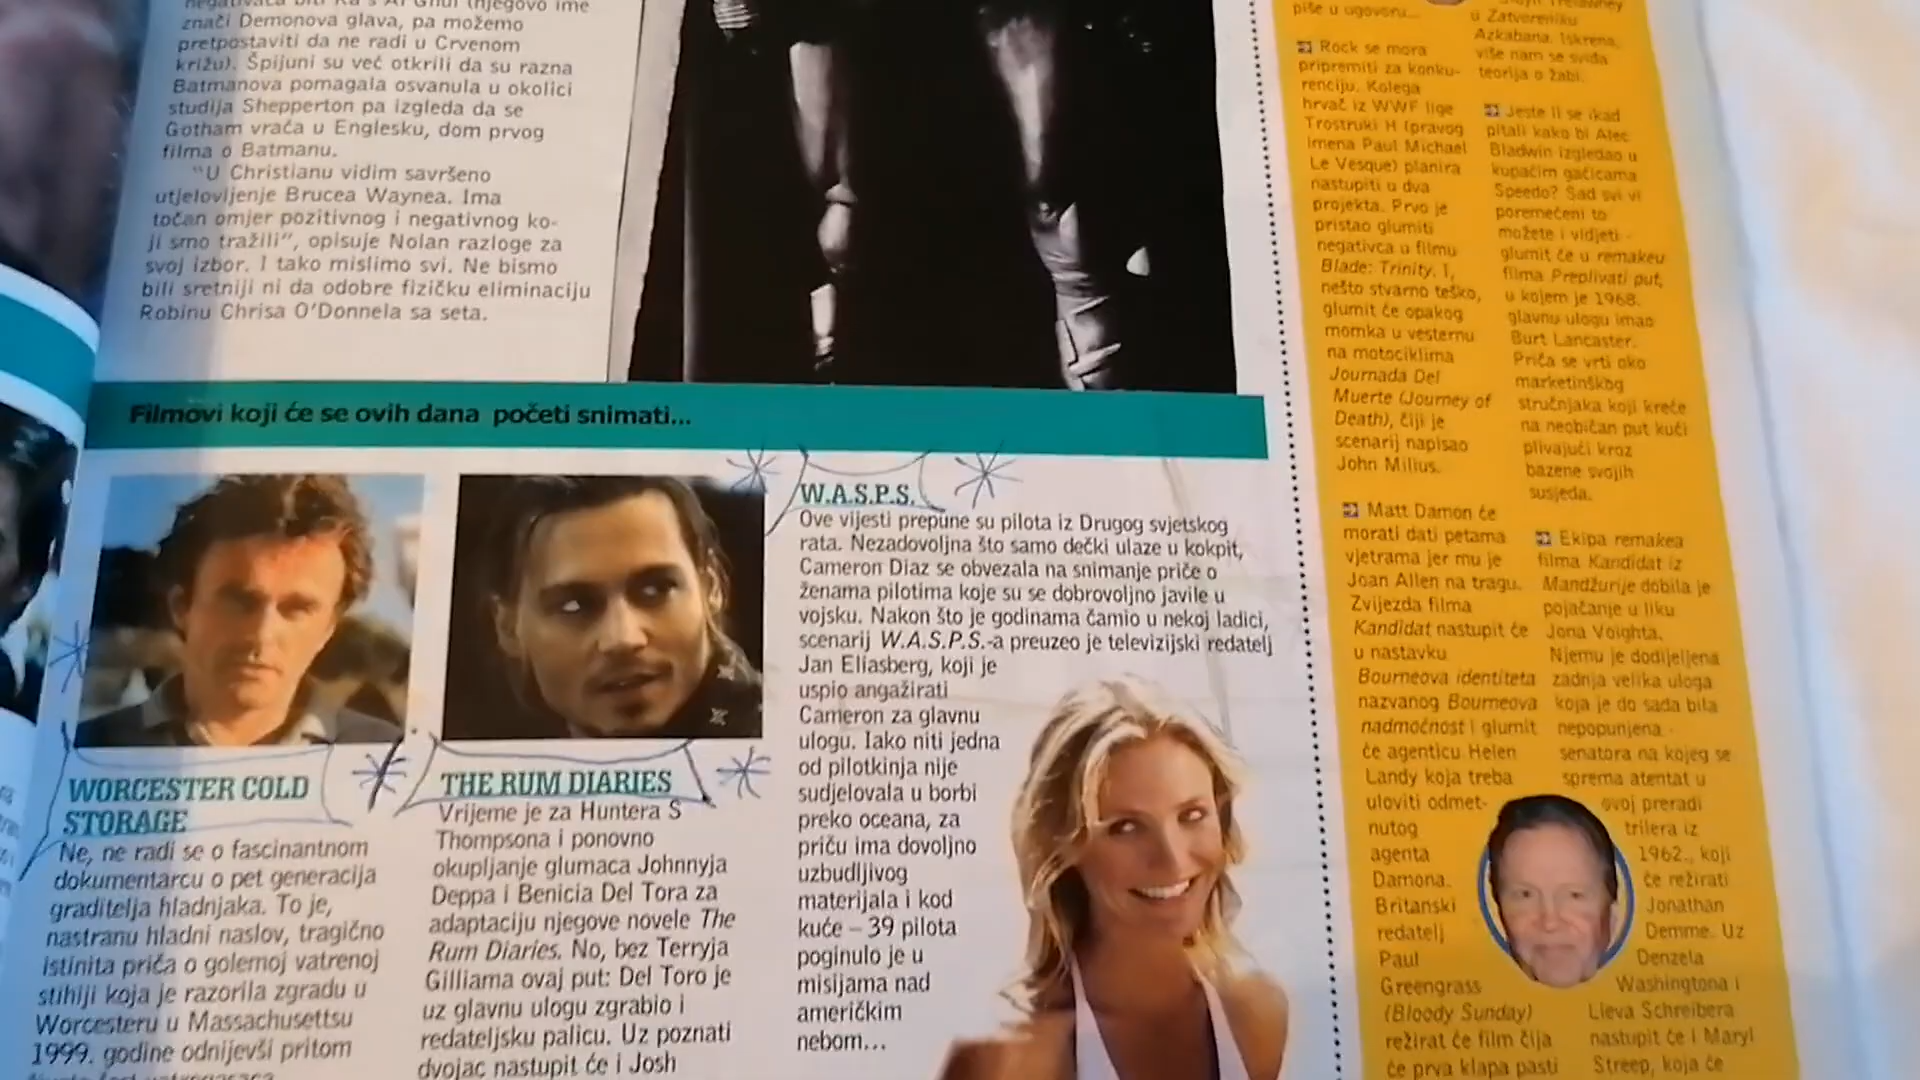 znači Demonova glava, pa možemo
pretpostaviti da ne radi u Crvenom
križu). Špijuni su već otkrili da su razna
Batmanova pomagala osvanula u okolici
studija Shepperton pa izgleda da se
Gotham vraća u Englesku, dom prvog
filma o Batmanu.
"U Christianu vidim savršeno
utjelovljenje Brucea Waynea. Ima
točan omjer pozitivnog i negativnog ko-
ji smo tražili", opisuje Nolan razloge za
svoj izbor. I tako mislimo svi. Ne bismo
bili sretniji ni da odobre fizičku eliminaciju
Robinu Chrisa O'Donnela sa seta.
Filmovi koji će se ovih dana početi snimati...
WORCESTER COLD
STORAGE
Ne, ne radi se o fascinantnom
dokumentarcu o pet generacija
graditelja hladnjaka. To je,
nastranu hladni naslov, tragično
istinita priča o golemoj vatrenoj
stihiji koja je razorila zgradu u
Worcesteru u Massachusettsu
1999. godine odnijevši pritom
THE RUM DIARIES
Vrijeme je za Huntera S
Thompsona i ponovno
okupljanje glumaca Johnnyja
Deppa i Benicia Del Tora za
adaptaciju njegove novele The
Rum Diaries. No, bez Terryja
Gilliama ovaj put: Del Toro je
uz glavnu ulogu zgrabio i
redateljsku palicu. Uz poznati
dvojac nastupit će i Josh
W.A.S.P.S.
Ove vijesti prepune su pilota iz Drugog svjetskog
rata. Nezadovoljna što samo dečki ulaze u kokpit,
Cameron Diaz se obvezala na snimanje priče o
ženama pilotima koje su se dobrovoljno javile u
vojsku. Nakon što je godinama čamio u nekoj ladici,
scenarij W.A.S.P.S.-a preuzeo je televizijski redatelj
Jan Eliasberg, koji je
uspio angažirati
Cameron za glavnu
ulogu. Iako niti jedna
od pilotkinja nije
sudjelovala u borbi
preko oceana, za
priču ima dovoljno
uzbudljivog
materijala i kod
kuće – 39 pilota
poginulo je u
misijama nad
američkim
nebom...
piše u ugovoru...
Rock se mora
pripremiti za konku-
renciju. Kolega
hrvač iz WWF lige
Trostruki H (pravog
imena Paul Michael
Le Vesque) planira
nastupiti u dva
projekta. Prvo je
pristao glumiti
negativca u filmu
Blade: Trinity. I,
nešto stvarno teško,
glumit će opakog
momka u vesternu
na motociklima
Journada Del
Muerte (Journey of
Death), čiji je
scenarij napisao
John Milius.
Matt Damon će
morati dati petama
vjetrama jer mu je
Joan Allen na tragu.
Zvijezda filma
Kandidat nastupit će
u nastavku
Bourneova identiteta
nazvanog Bourneova
nadmoćnost i glumit
će agenticu Helen
Landy koja treba
uloviti odmet-
nutog
agenta
Damona.
Britanski
redatelj
Paul
Greengrass
(Bloody Sunday)
režirat će film čija
će prva klapa pasti
u Zatvoreniku
Azkabana. Iskrena,
više nam se sviđa
teorija o žabi.
Jeste li se ikad
pitali kako bi Alec
Bladwin izgledao u
kupaćim gaćicama
Speedo? Sad svi vi
poremećeni to
možete i vidjeti -
glumit će u remakeu
filma Preplivati put,
u kojem je 1968.
glavnu ulogu imao
Burt Lancaster.
Priča se vrti oko
marketinškog
stručnjaka koji kreće
na neobičan put kući
plivajući kroz
bazene svojih
susjeda.
Ekipa remakea
filma Kandidat iz
Mandžurije dobila je
pojačanje u liku
Jona Voighta.
Njemu je dodijeljena
zadnja velika uloga
koja je do sada bila
nepopunjena -
senatora na kojeg se
sprema atentat u
ovoj preradi
trilera iz
1962., koji
će režirati
Jonathan
Demme. Uz
Denzela
Washingtona i
Lieva Schreibera
nastupit će i Maryl
Streep, koja će